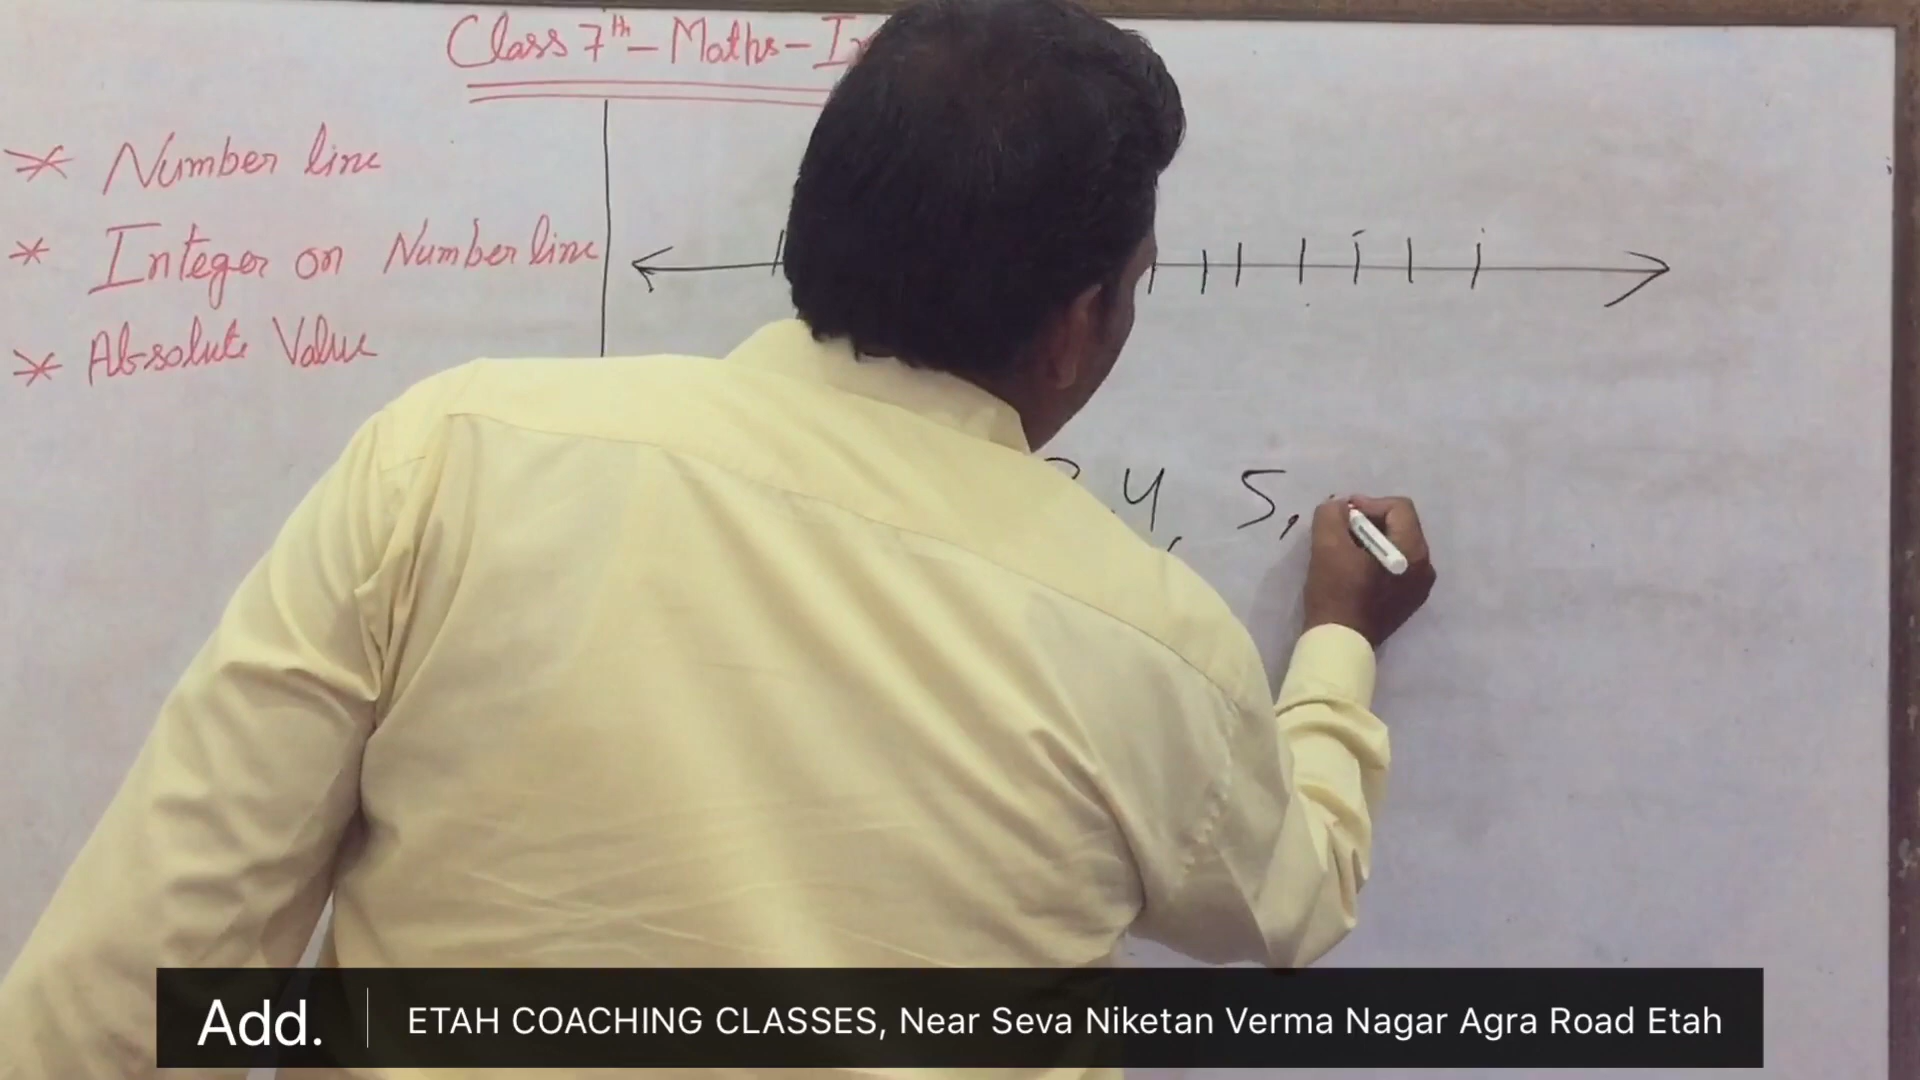 Class 7th - Maths - In
* Number line
* Integer on Number line
* Absolute Value
4, 5,
Add. | ETAH COACHING CLASSES, Near Seva Niketan Verma Nagar Agra Road Etah